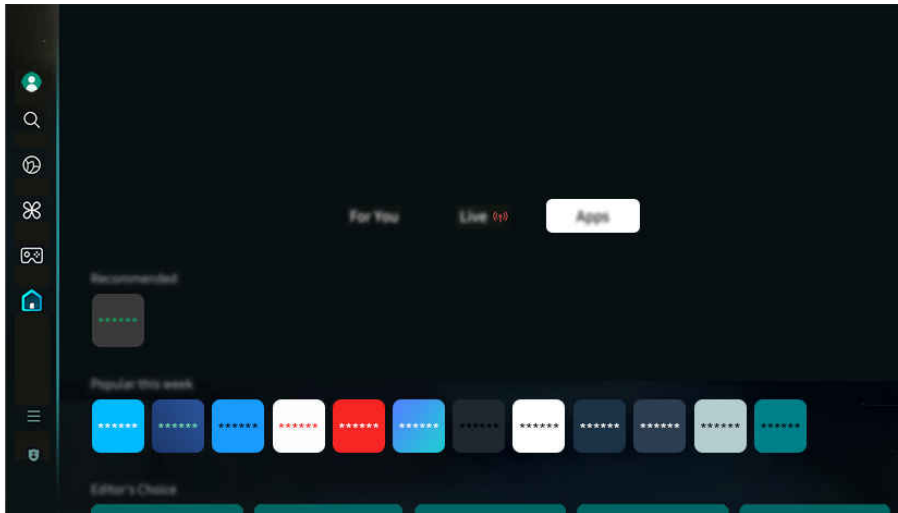 For You
Live
Apps
Recommended
******
Popular this week
****** ****** ****** ****** ****** ****** ****** ****** ****** ****** ****** ******
Editor's Choice